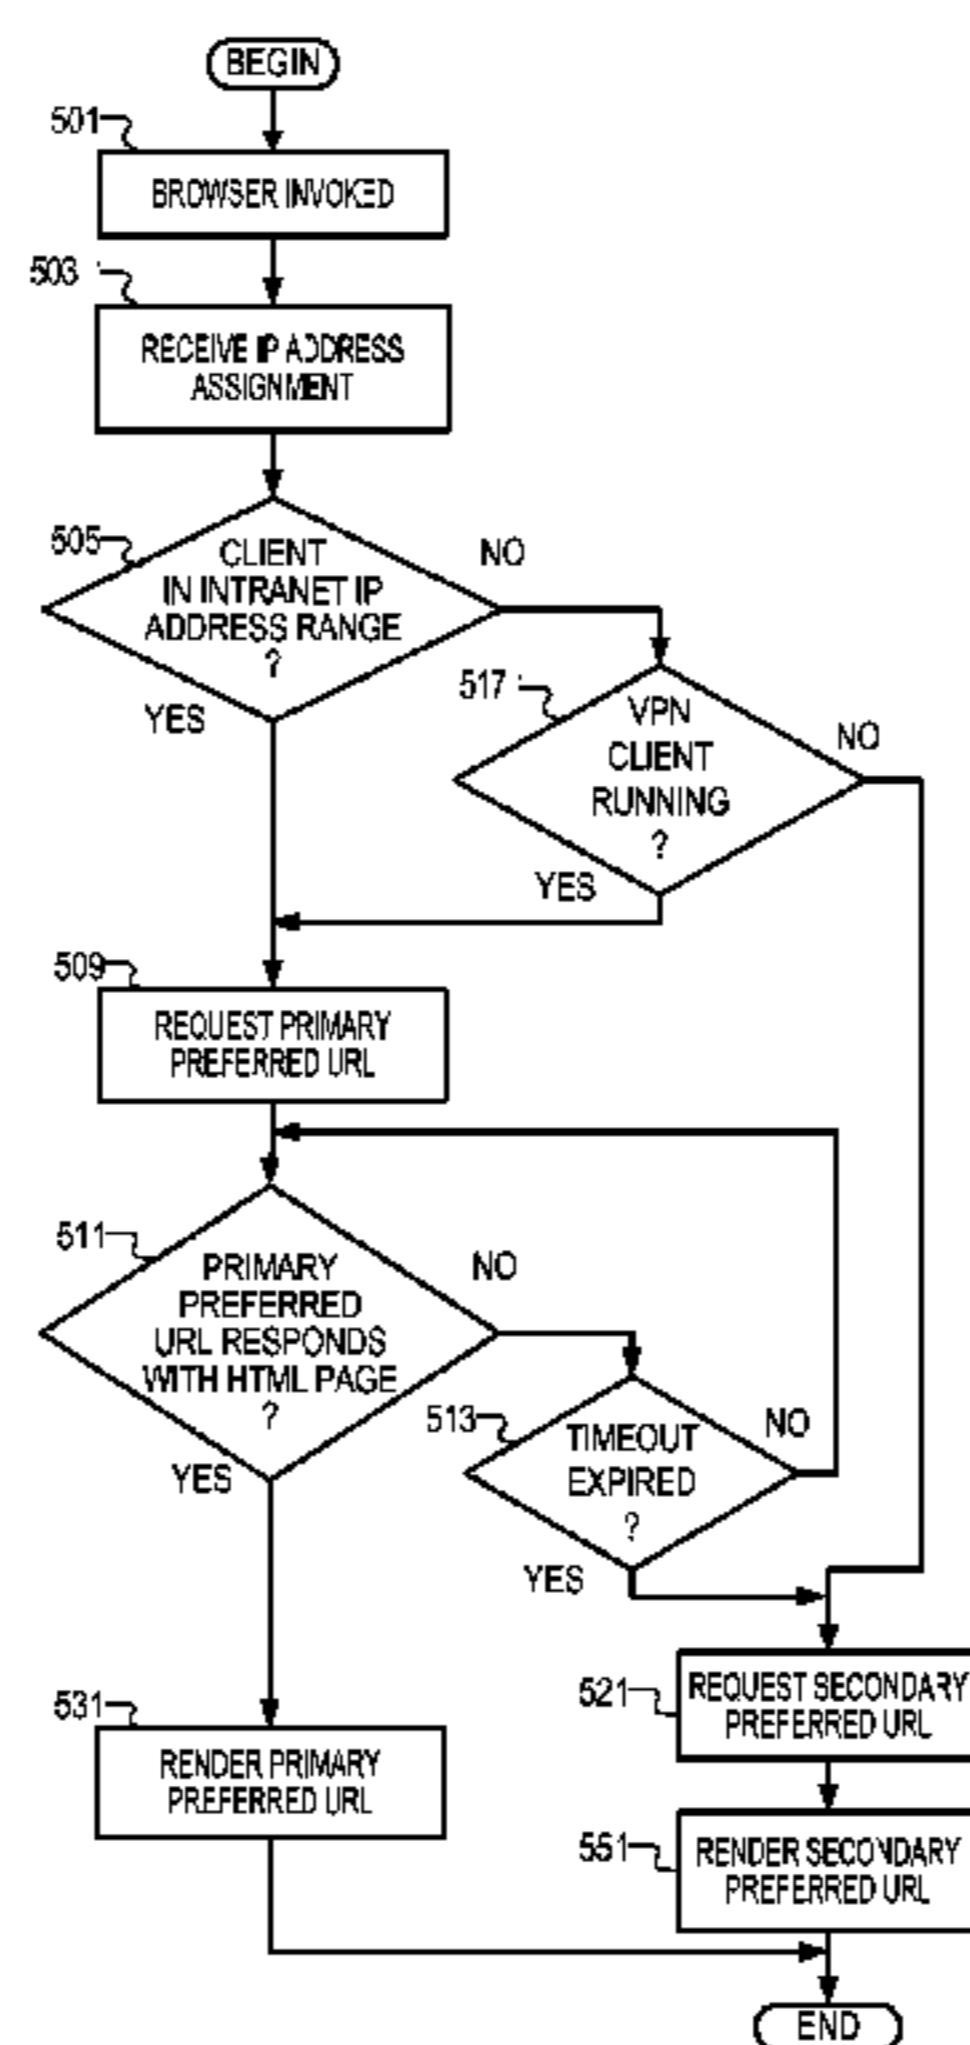 BEGIN
501
BROWSER INVOKED
503
RECEIVE IP ADDRESS
ASSIGNMENT
505
CLIENT
IN INTRANET IP
ADDRESS RANGE
?
NO
YES
517
VPN
CLIENT
RUNNING
?
NO
YES
509
REQUEST PRIMARY
PREFERRED URL
511
PRIMARY
PREFERRED
URL RESPONDS
WITH HTML PAGE
?
NO
YES
513
TIMEOUT
EXPIRED
?
NO
YES
521
REQUEST SECONDARY
PREFERRED URL
531
RENDER PRIMARY
PREFERRED URL
551
RENDER SECONDARY
PREFERRED URL
END